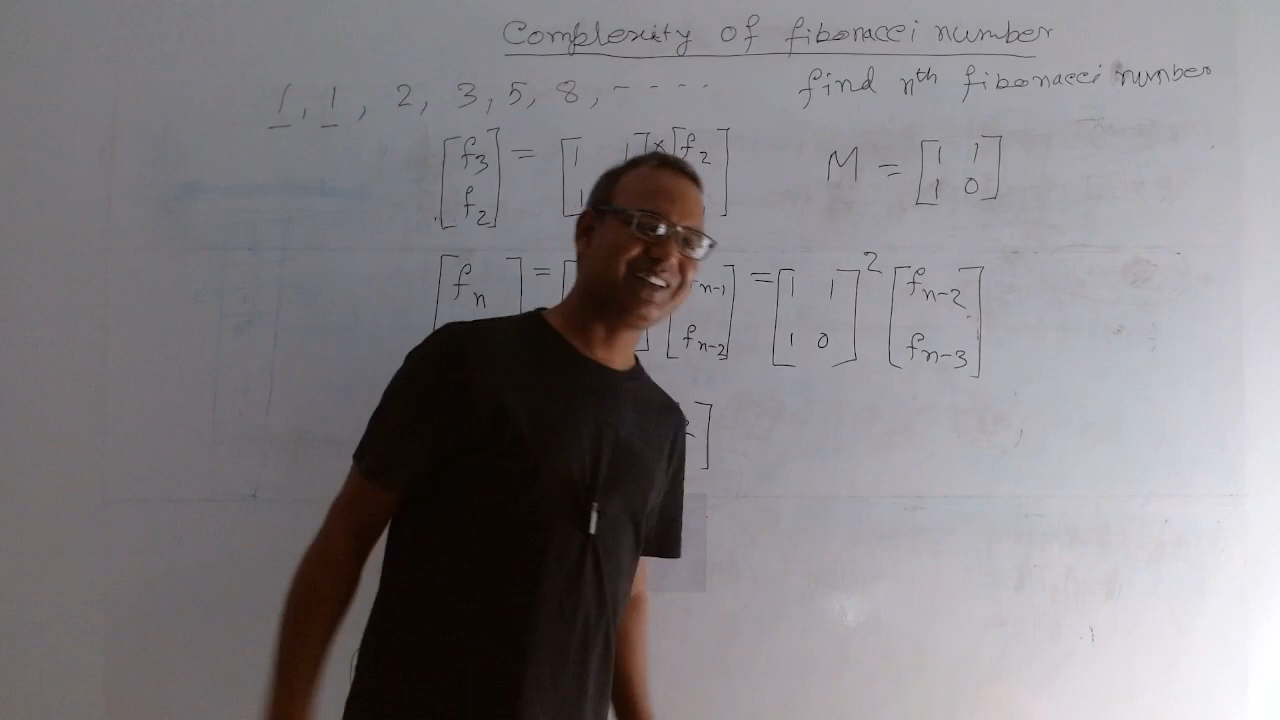 Complexity of fibonacci number
1, 1, 2, 3, 5, 8, - - - -
find nth fibonacci number
[f3 = [1 1] × [f2 ]
f2] [1
M = [1 1
1 0]
[fn ] = [ n-1 = [1 1 ]2 [fn-2
fn-2] 1 0 fn-3]
]